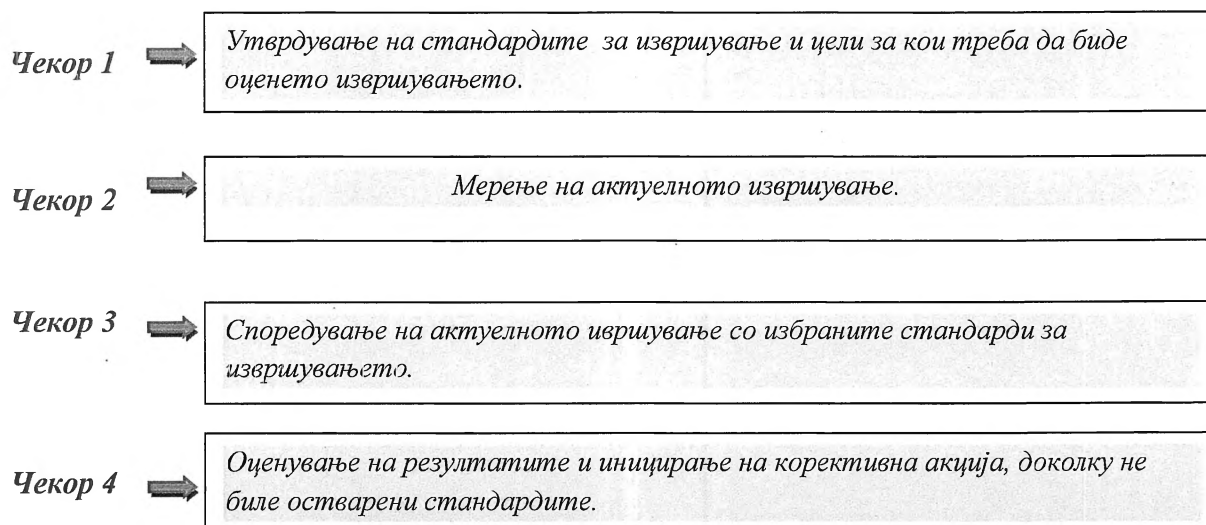 Чекор 1
Утврдување на стандардите за извршување и цели за кои треба да биде
оценето извршувањето.
Чекор 2
Мерење на актуелното извршување.
Чекор 3
Споредување на актуелното ивршување со избраните стандарди за
извршувањето.
Чекор 4
Оценување на резултатите и иницирање на корективна акција, доколку не
биле остварени стандардите.